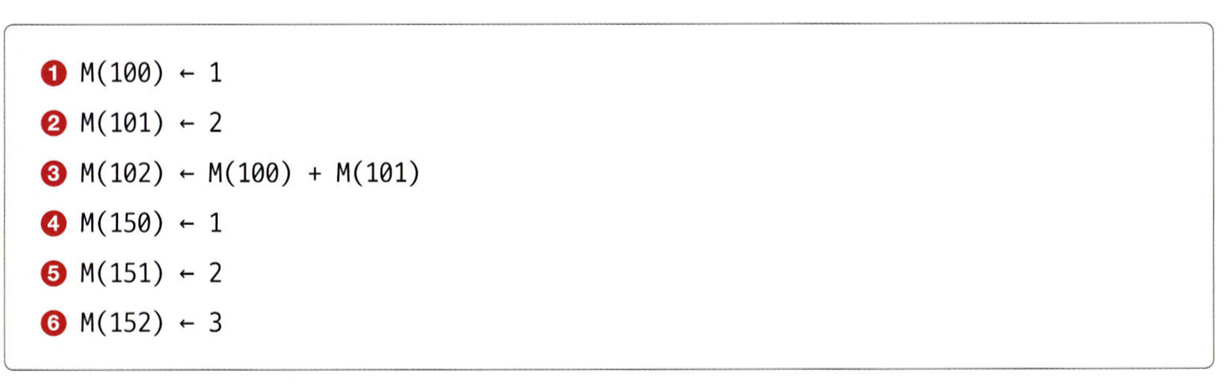 ❶ M(100) ← 1
❷ M(101) ← 2
❸ M(102) ← M(100) + M(101)
❹ M(150) ← 1
❺ M(151) ← 2
❻ M(152) ← 3